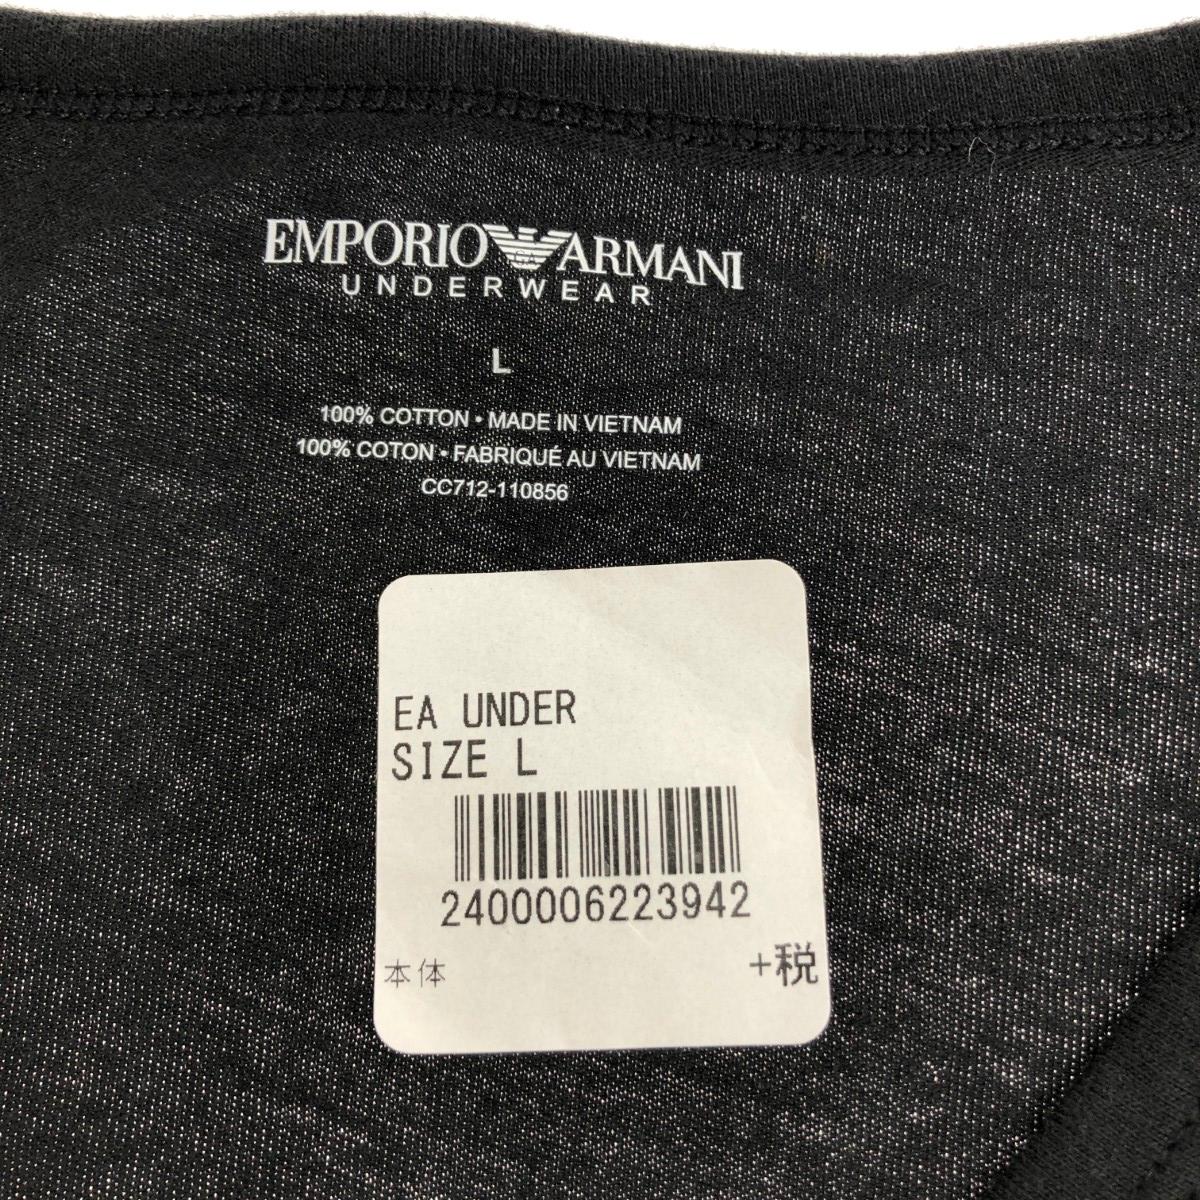 EMPORIO ARMANI
UNDERWEAR
L
100% COTTON • MADE IN VIETNAM
100% COTON • FABRIQUÉ AU VIETNAM
CC712-110856
EA UNDER
SIZE L
2400006223942
本体 +税